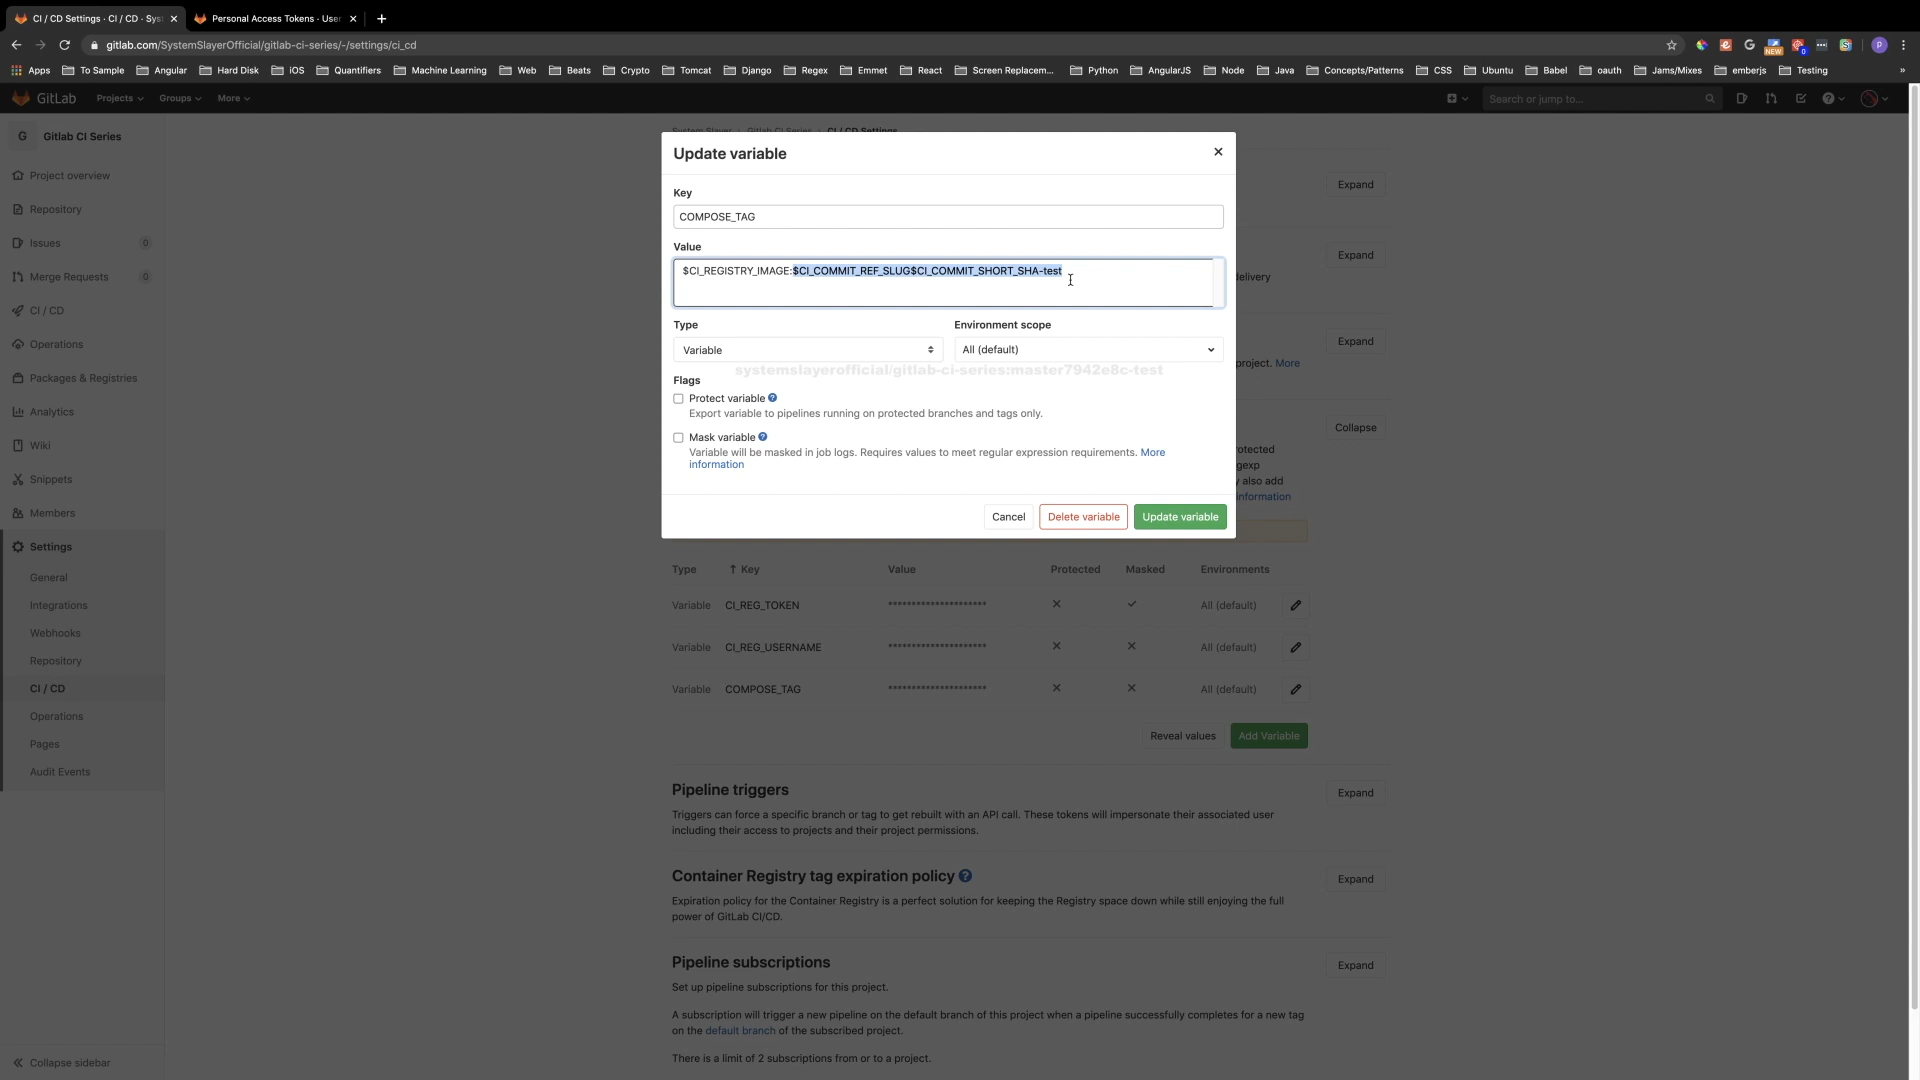 CI / CD Settings · CI / CD · Sys
Personal Access Tokens · User
gitlab.com/SystemSlayerOfficial/gitlab-ci-series/-/settings/ci_cd
Apps To Sample Angular Hard Disk iOS Quantifiers Machine Learning Web Beats Crypto Tomcat Django Regex Emmet React Screen Replacem... Python AngularJS Node Java Concepts/Patterns CSS Ubuntu Babel oauth Jams/Mixes emberjs Testing »
GitLab Projects Groups More Search or jump to...
G Gitlab CI Series
Project overview
Repository
Issues 0
Merge Requests 0
CI / CD
Operations
Packages & Registries
Analytics
Wiki
Snippets
Members
Settings
General
Integrations
Webhooks
Repository
CI / CD
Operations
Pages
Audit Events
Collapse sidebar
System Slayer › Gitlab CI Series › CI / CD Settings
Update variable
Key
COMPOSE_TAG
Value
$CI_REGISTRY_IMAGE:$CI_COMMIT_REF_SLUG$CI_COMMIT_SHORT_SHA-test
Type Environment scope
Variable All (default)
systemslayerofficial/gitlab-ci-series:master7942e8c-test
Flags
Protect variable
Export variable to pipelines running on protected branches and tags only.
Mask variable
Variable will be masked in job logs. Requires values to meet regular expression requirements. More
information
Cancel Delete variable Update variable
Expand
Expand
elivery
Expand
project. More
Collapse
otected
gexp
y also add
information
Type Key Value Protected Masked Environments
Variable CI_REG_TOKEN ********************* All (default)
Variable CI_REG_USERNAME ********************* All (default)
Variable COMPOSE_TAG ********************* All (default)
Reveal values Add Variable
Pipeline triggers
Expand
Triggers can force a specific branch or tag to get rebuilt with an API call. These tokens will impersonate their associated user
including their access to projects and their project permissions.
Container Registry tag expiration policy
Expand
Expiration policy for the Container Registry is a perfect solution for keeping the Registry space down while still enjoying the full
power of GitLab CI/CD.
Pipeline subscriptions
Expand
Set up pipeline subscriptions for this project.
A subscription will trigger a new pipeline on the default branch of this project when a pipeline successfully completes for a new tag
on the default branch of the subscribed project.
There is a limit of 2 subscriptions from or to a project.